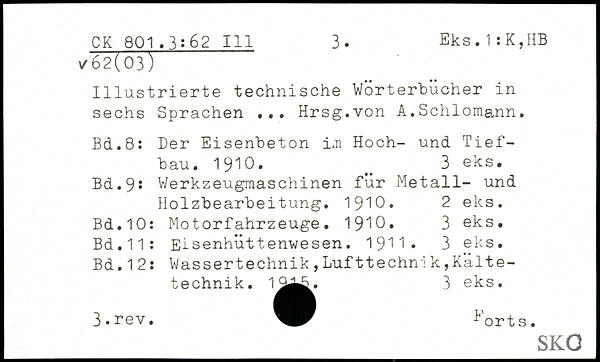 CK 801.3:62 Ill 3. Eks.1:K,HB
v62(03)
Illustrierte technische Wörterbücher in
sechs Sprachen ... Hrsg.von A.Schlomann.
Bd.8: Der Eisenbeton im Hoch- und Tief-
bau. 1910. 3 eks.
Bd.9: Werkzeugmaschinen für Metall- und
Holzbearbeitung. 1910. 2 eks.
Bd.10: Motorfahrzeuge. 1910. 3 eks.
Bd.11: Eisenhüttenwesen. 1911. 3 eks.
Bd.12: Wassertechnik,Lufttechnik,Kälte-
technik. 1915. 3 eks.
3.rev. Forts.
SKO